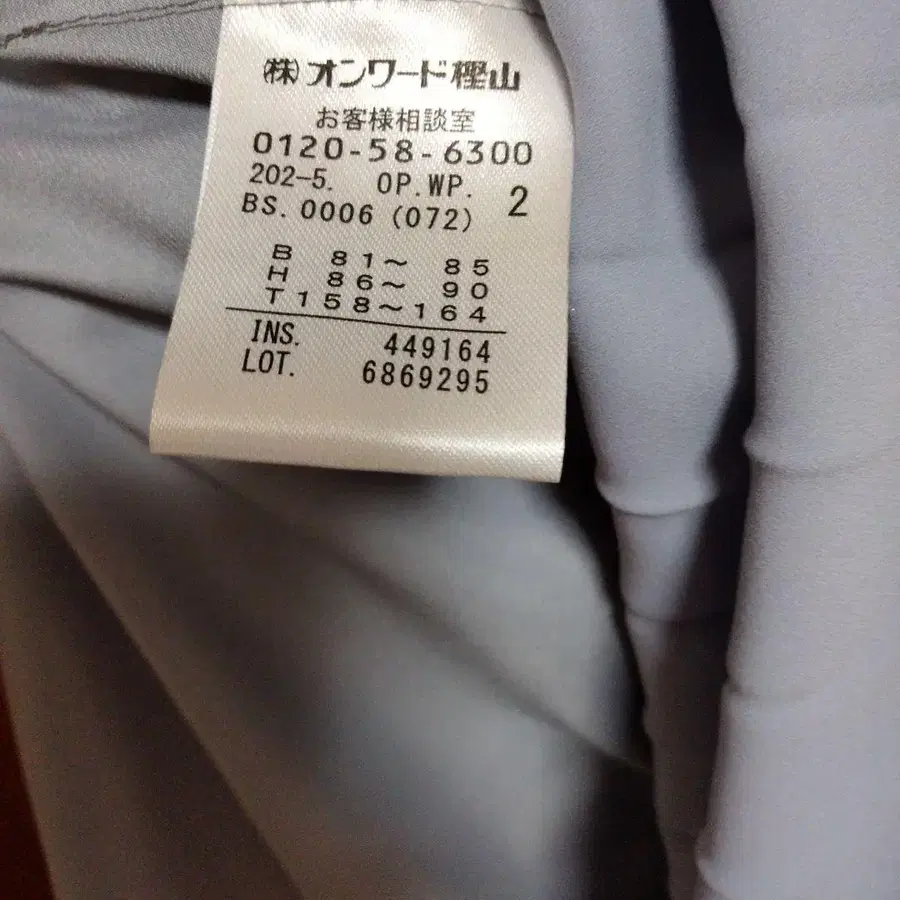 ㈱オンワード樫山
お客様相談室
0120-58-6300
202-5. OP.WP. 2
BS.0006(072)
B 81～ 85
H 86～ 90
T158～164
INS. 449164
LOT. 6869295